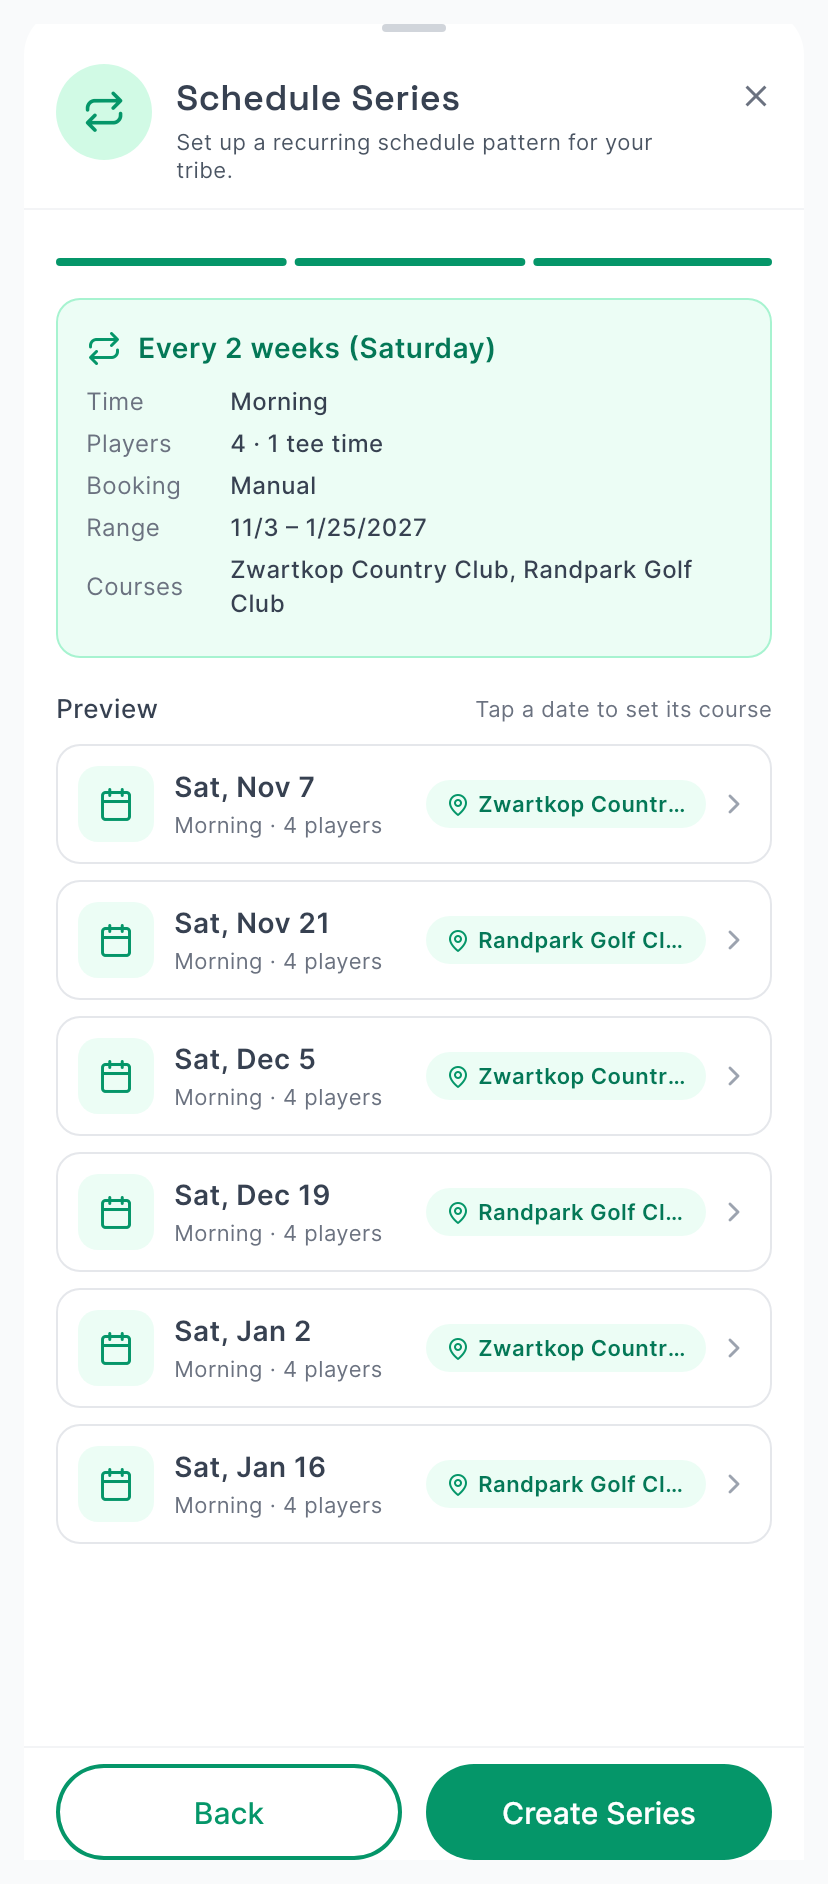 Schedule Series
Set up a recurring schedule pattern for your
tribe.
Every 2 weeks (Saturday)
Time Morning
Players 4 · 1 tee time
Booking Manual
Range 11/3 – 1/25/2027
Courses Zwartkop Country Club, Randpark Golf
Club
Preview Tap a date to set its course
Sat, Nov 7
Morning · 4 players
Zwartkop Countr...
Sat, Nov 21
Morning · 4 players
Randpark Golf Cl...
Sat, Dec 5
Morning · 4 players
Zwartkop Countr...
Sat, Dec 19
Morning · 4 players
Randpark Golf Cl...
Sat, Jan 2
Morning · 4 players
Zwartkop Countr...
Sat, Jan 16
Morning · 4 players
Randpark Golf Cl...
Back Create Series